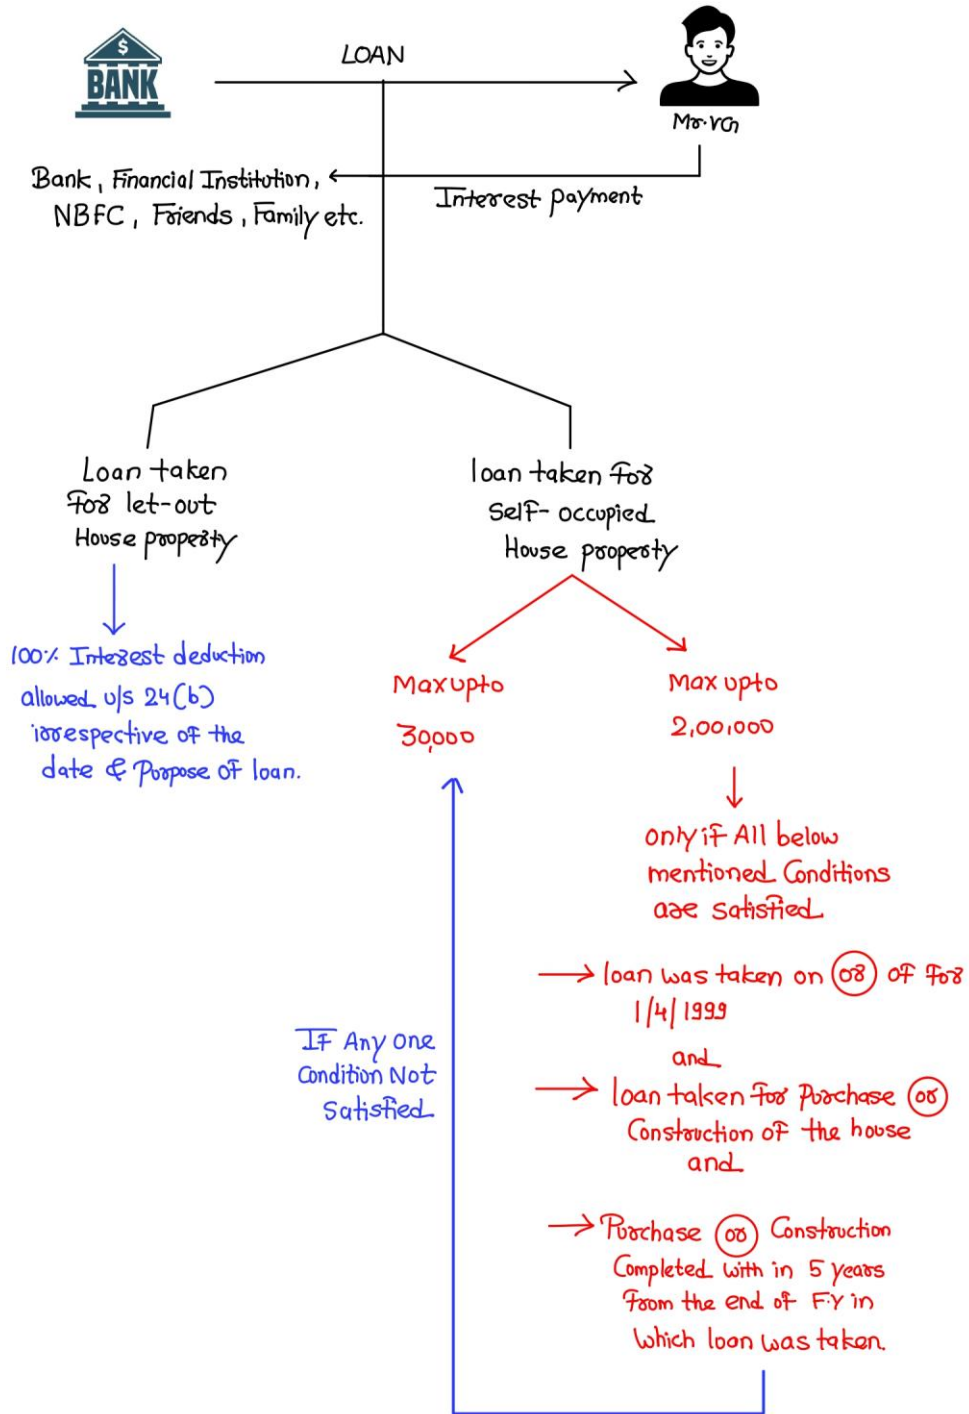 $
BANK
LOAN
Mr. VG
Bank, Financial Institution,
NBFC, Friends, Family etc.
Interest payment
Loan taken
For let-out
House property
loan taken For
Self-occupied
House property
100% Interest deduction
allowed u/s 24(b)
irrespective of the
date & Purpose of loan.
Max upto
30,000
Max upto
2,00,000
only if All below
mentioned Conditions
are satisfied
loan was taken on or of For
1/4/1999
and
loan taken for Purchase or
Construction of the house
and
Purchase or Construction
Completed with in 5 years
From the end of F.Y in
which loan was taken.
IF Any one
Condition Not
Satisfied